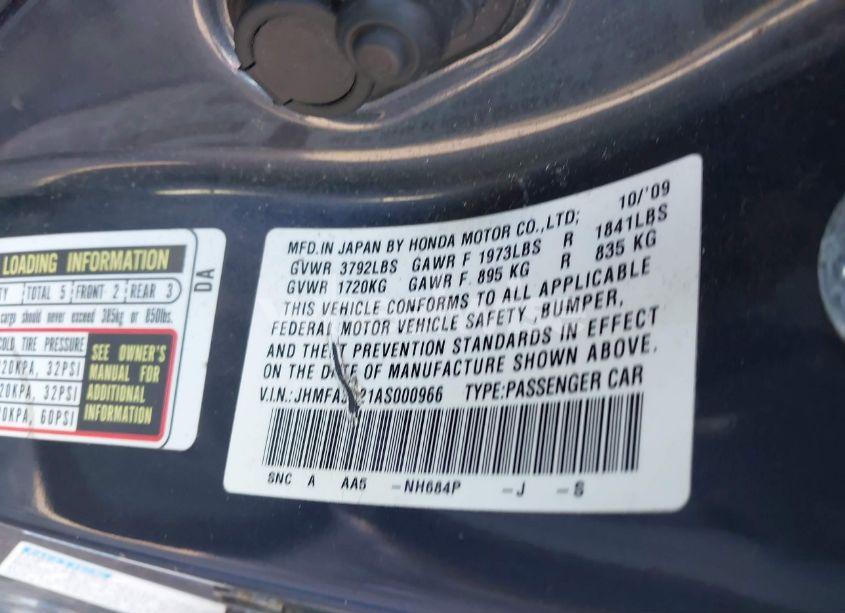 LOADING INFORMATION
TOTAL 5 FRONT 2 REAR 3
cargo should never exceed 385kg or 850lbs.
COLD TIRE PRESSURE
20KPA, 32PSI
20KPA, 32PSI
0KPA, 60PSI
SEE OWNER'S
MANUAL FOR
ADDITIONAL
INFORMATION
DA
MFD.IN JAPAN BY HONDA MOTOR CO.,LTD; 10/'09
GVWR 3792LBS GAWR F 1973LBS R 1841LBS
GVWR 1720KG GAWR F. 895 KG R 835 KG
THIS VEHICLE CONFORMS TO ALL APPLICABLE
FEDERAL MOTOR VEHICLE SAFETY ,BUMPER,
AND THEFT PREVENTION STANDARDS IN EFFECT
ON THE DATE OF MANUFACTURE SHOWN ABOVE.
V.I.N.: JHMFA 21AS000966 TYPE:PASSENGER CAR
SNC A AA5 -NH684P -J -S